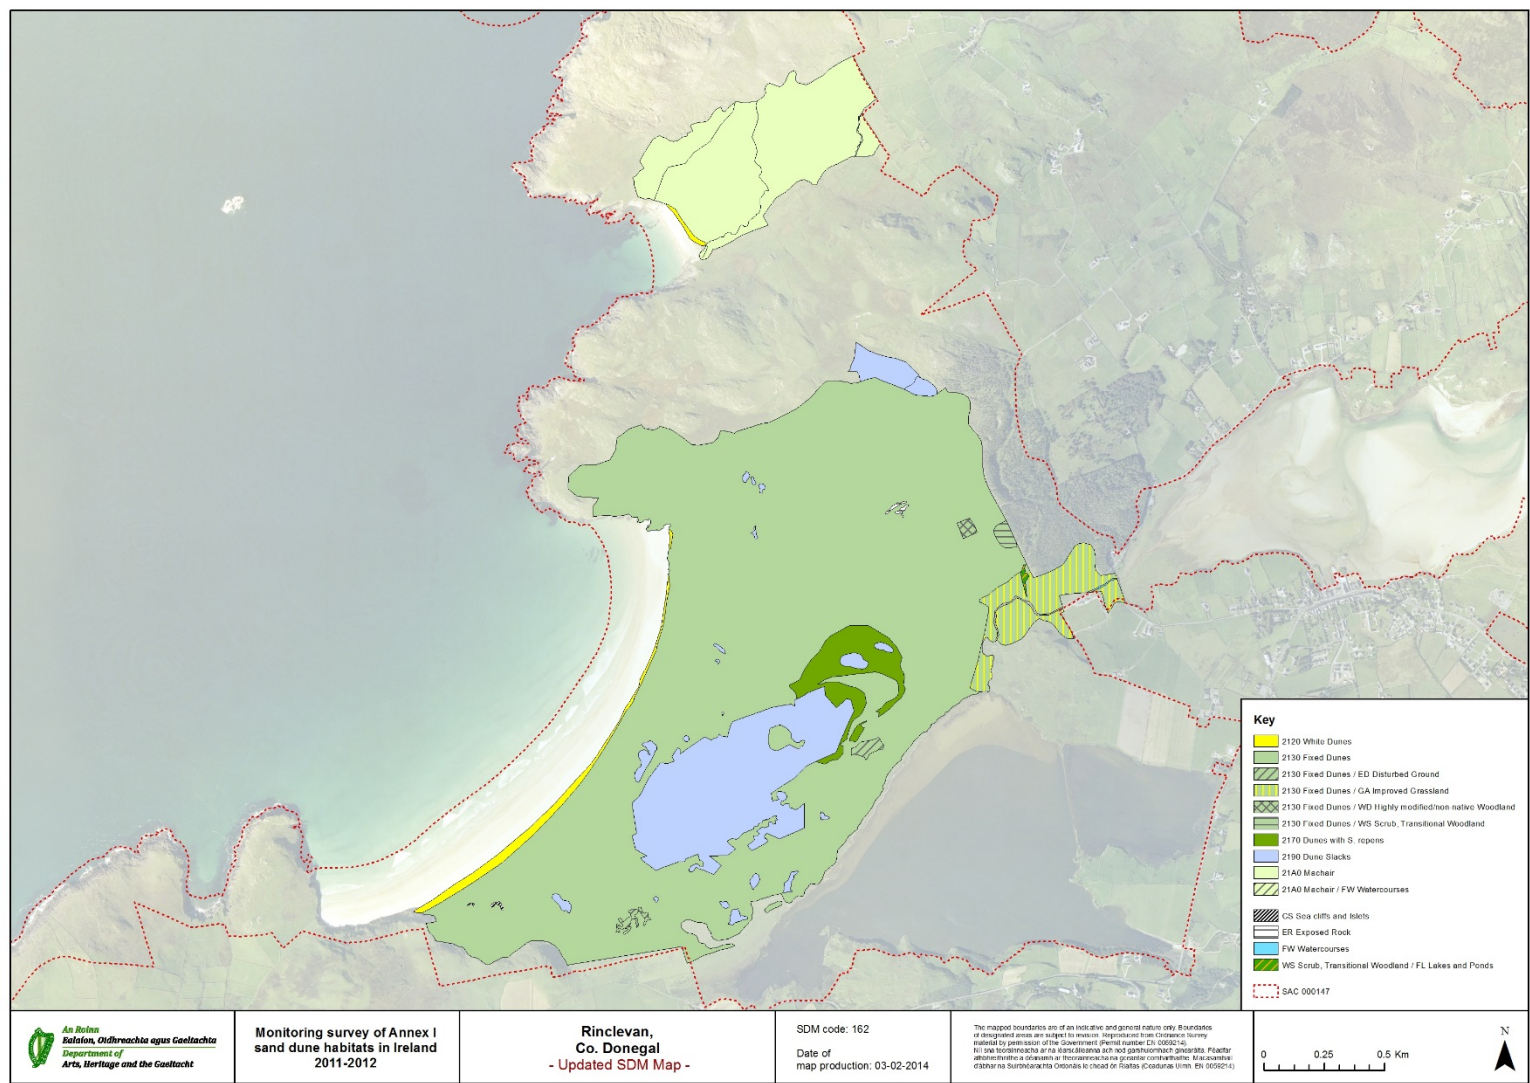 Key
2120 White Dunes
2130 Fixed Dunes
2130 Fixed Dunes / ED Disturbed Ground
2130 Fixed Dunes / GA Improved Grassland
2130 Fixed Dunes / WD Highly modified/non native Woodland
2130 Fixed Dunes / WS Scrub, Transitional Woodland
2170 Dunes with S. repens
2190 Dune Slacks
21A0 Machair
21A0 Machair / FW Watercourses
CS Sea cliffs and Islets
ER Exposed Rock
FW Watercourses
WS Scrub, Transitional Woodland / FL Lakes and Ponds
SAC 000147
An Roinn
Ealaíon, Oidhreachta agus Gaeltachta
Department of
Arts, Heritage and the Gaeltacht
Monitoring survey of Annex I
sand dune habitats in Ireland
2011-2012
Rinclevan,
Co. Donegal
- Updated SDM Map -
SDM code: 162
Date of
map production: 03-02-2014
The mapped boundaries are of an indicative and general nature only. Boundaries
of designated areas are subject to revision. Reproduced from Ordnance Survey
material by permission of the Government (Permit number EN 0059214).
0 0.25 0.5 Km
N